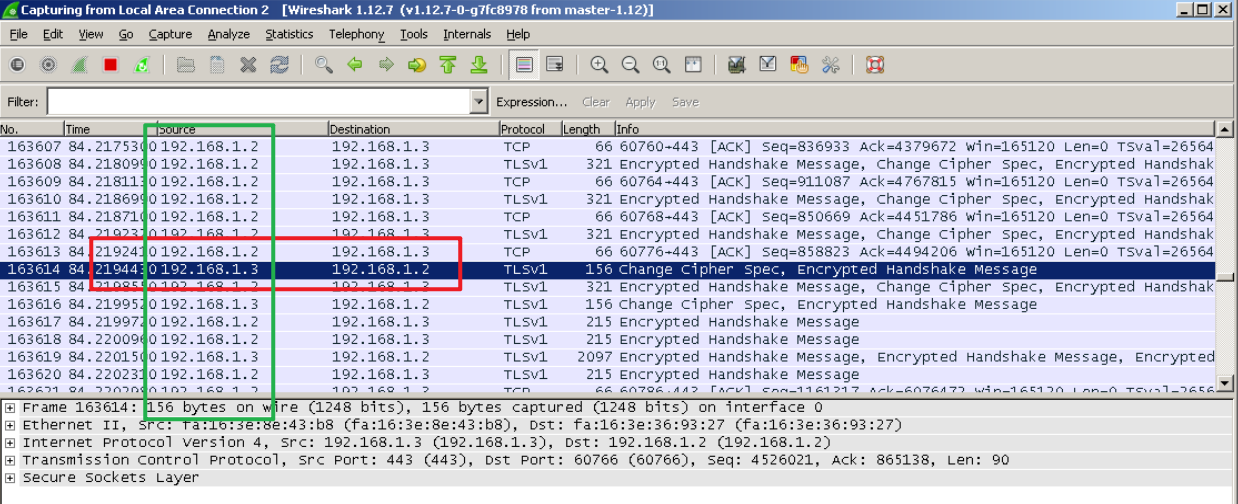 Capturing from Local Area Connection 2 [Wireshark 1.12.7 (v1.12.7-0-g7fc8978 from master-1.12)]
File Edit View Go Capture Analyze Statistics Telephony Tools Internals Help
Filter: Expression... Clear Apply Save
No. Time Source Destination Protocol Length Info
163607 84.2175300 192.168.1.2 192.168.1.3 TCP 66 60760→443 [ACK] Seq=836933 Ack=4379672 Win=165120 Len=0 TSval=26564
163608 84.2180990 192.168.1.2 192.168.1.3 TLSv1 321 Encrypted Handshake Message, Change Cipher Spec, Encrypted Handshak
163609 84.2181130 192.168.1.2 192.168.1.3 TCP 66 60764→443 [ACK] Seq=911087 Ack=4767815 Win=165120 Len=0 TSval=26564
163610 84.2186990 192.168.1.2 192.168.1.3 TLSv1 321 Encrypted Handshake Message, Change Cipher Spec, Encrypted Handshak
163611 84.2187100 192.168.1.2 192.168.1.3 TCP 66 60768→443 [ACK] Seq=850669 Ack=4451786 Win=165120 Len=0 TSval=26564
163612 192.168.1.2 192.168.1.3 TLSv1 321 Encrypted Handshake Message, Change Cipher Spec, Encrypted Handshak
163613 84.2192410 192.168.1.2 192.168.1.3 TCP 66 60776→443 [ACK] Seq=858823 Ack=4494206 Win=165120 Len=0 TSval=26564
163614 84.2194430 192.168.1.3 192.168.1.2 TLSv1 156 Change Cipher Spec, Encrypted Handshake Message
163615 192.168.1.2 192.168.1.3 TLSv1 321 Encrypted Handshake Message, Change Cipher Spec, Encrypted Handshak
163616 84.2199520 192.168.1.3 192.168.1.2 TLSv1 156 Change Cipher Spec, Encrypted Handshake Message
163617 84.2199720 192.168.1.2 192.168.1.3 TLSv1 215 Encrypted Handshake Message
163618 84.2200960 192.168.1.2 192.168.1.3 TLSv1 215 Encrypted Handshake Message
163619 84.2201500 192.168.1.3 192.168.1.2 TLSv1 2097 Encrypted Handshake Message, Encrypted Handshake Message, Encrypted
163620 84.2202310 192.168.1.2 192.168.1.3 TLSv1 215 Encrypted Handshake Message
163621 192.168.1.2 192.168.1.3 TCP 66 60786→443 [ACK] Seq=1161317 Ack=6076472 Win=165120 Len=0 TSval=2656
Frame 163614: 156 bytes on wire (1248 bits), 156 bytes captured (1248 bits) on interface 0
Ethernet II, Src: fa:16:3e:8e:43:b8 (fa:16:3e:8e:43:b8), Dst: fa:16:3e:36:93:27 (fa:16:3e:36:93:27)
Internet Protocol Version 4, Src: 192.168.1.3 (192.168.1.3), Dst: 192.168.1.2 (192.168.1.2)
Transmission Control Protocol, Src Port: 443 (443), Dst Port: 60766 (60766), Seq: 4526021, Ack: 865138, Len: 90
Secure Sockets Layer